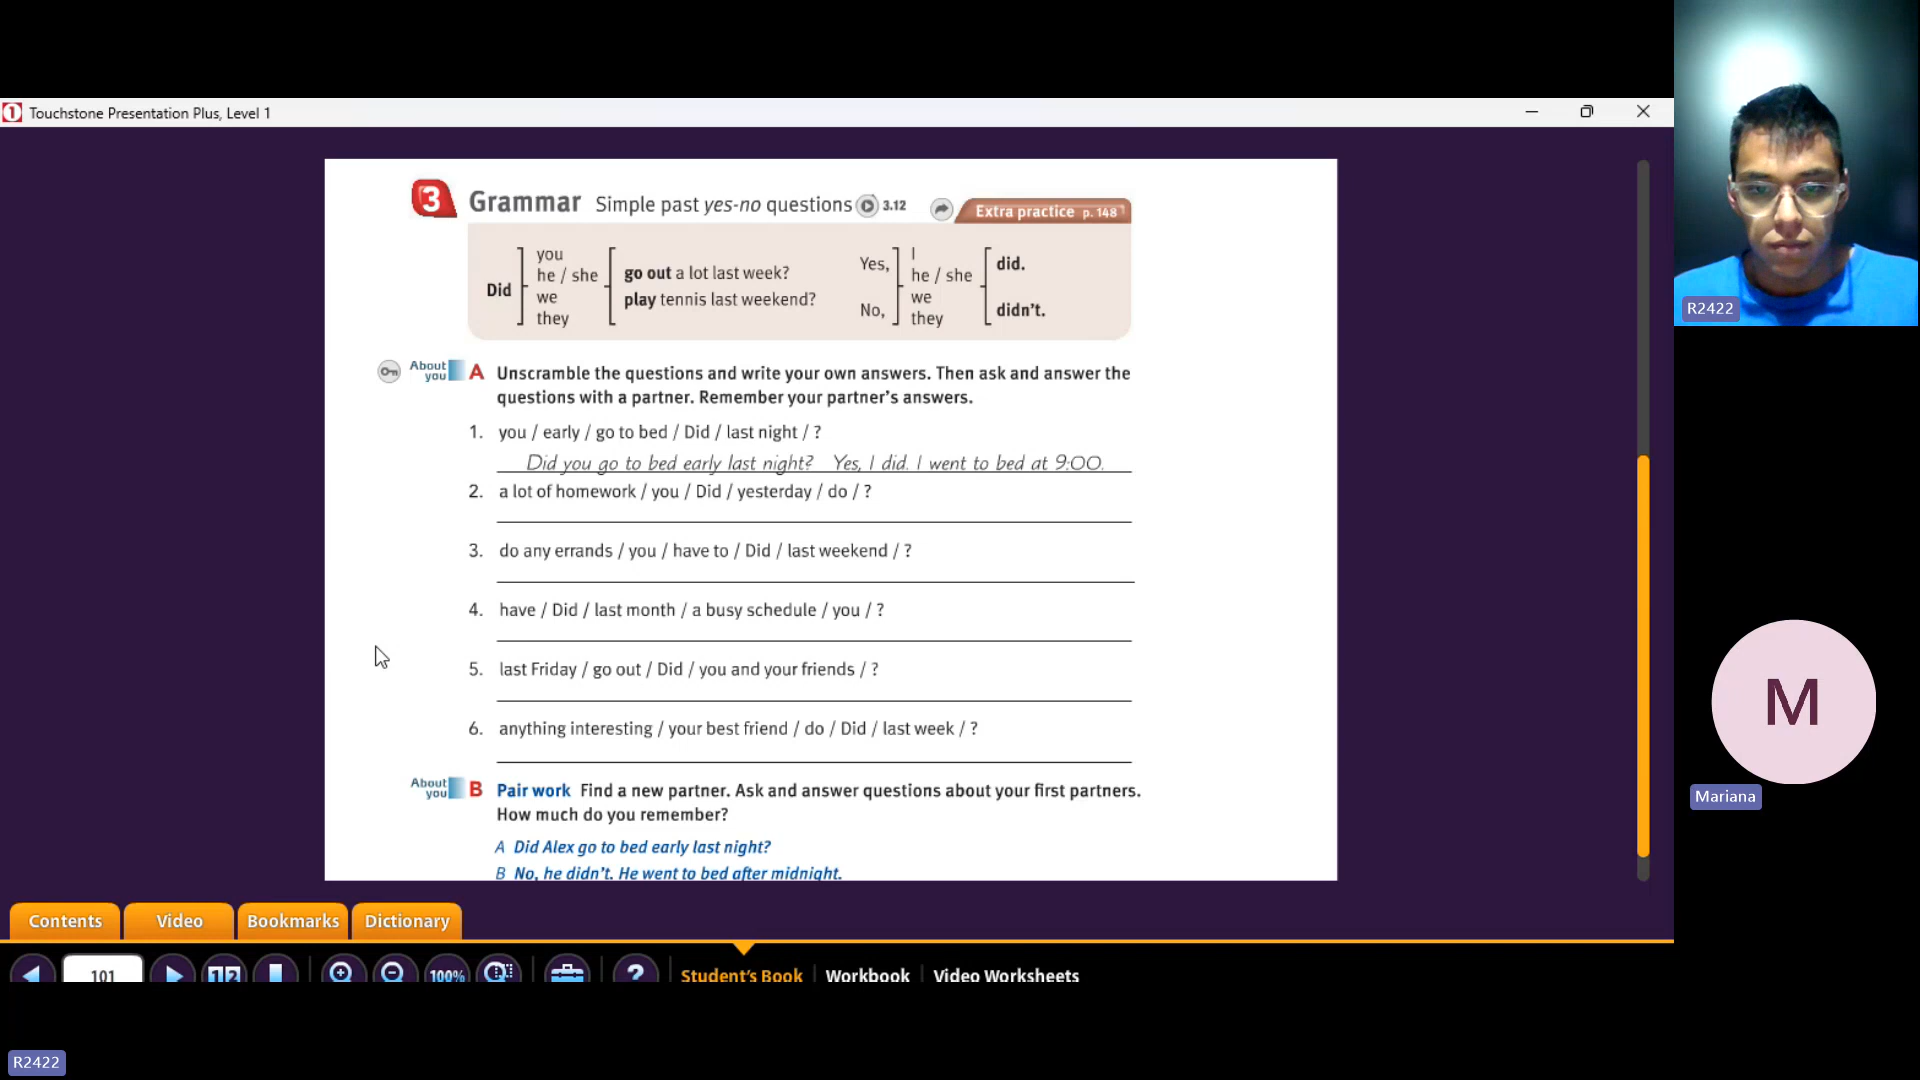 Touchstone Presentation Plus, Level 1
3 Grammar Simple past yes-no questions 3.12 Extra practice p. 148
Did
you
he / she
we
they
go out a lot last week?
play tennis last weekend?
Yes,
No,
I
he / she
we
they
did.
didn't.
About you A Unscramble the questions and write your own answers. Then ask and answer the
questions with a partner. Remember your partner's answers.
1. you / early / go to bed / Did / last night / ?
Did you go to bed early last night? Yes, I did. I went to bed at 9:00.
2. a lot of homework / you / Did / yesterday / do / ?
3. do any errands / you / have to / Did / last weekend / ?
4. have / Did / last month / a busy schedule / you / ?
5. last Friday / go out / Did / you and your friends / ?
6. anything interesting / your best friend / do / Did / last week / ?
About you B Pair work Find a new partner. Ask and answer questions about your first partners.
How much do you remember?
A Did Alex go to bed early last night?
B No, he didn't. He went to bed after midnight.
Contents Video Bookmarks Dictionary
101 12 100% ? Student's Book Workbook Video Worksheets
R2422
M
Mariana
R2422